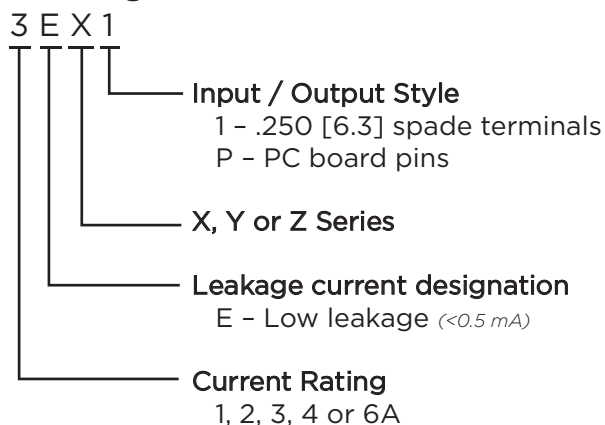 3 E X 1
Input / Output Style
1 – .250 [6.3] spade terminals
P – PC board pins
X, Y or Z Series
Leakage current designation
E – Low leakage (<0.5 mA)
Current Rating
1, 2, 3, 4 or 6A